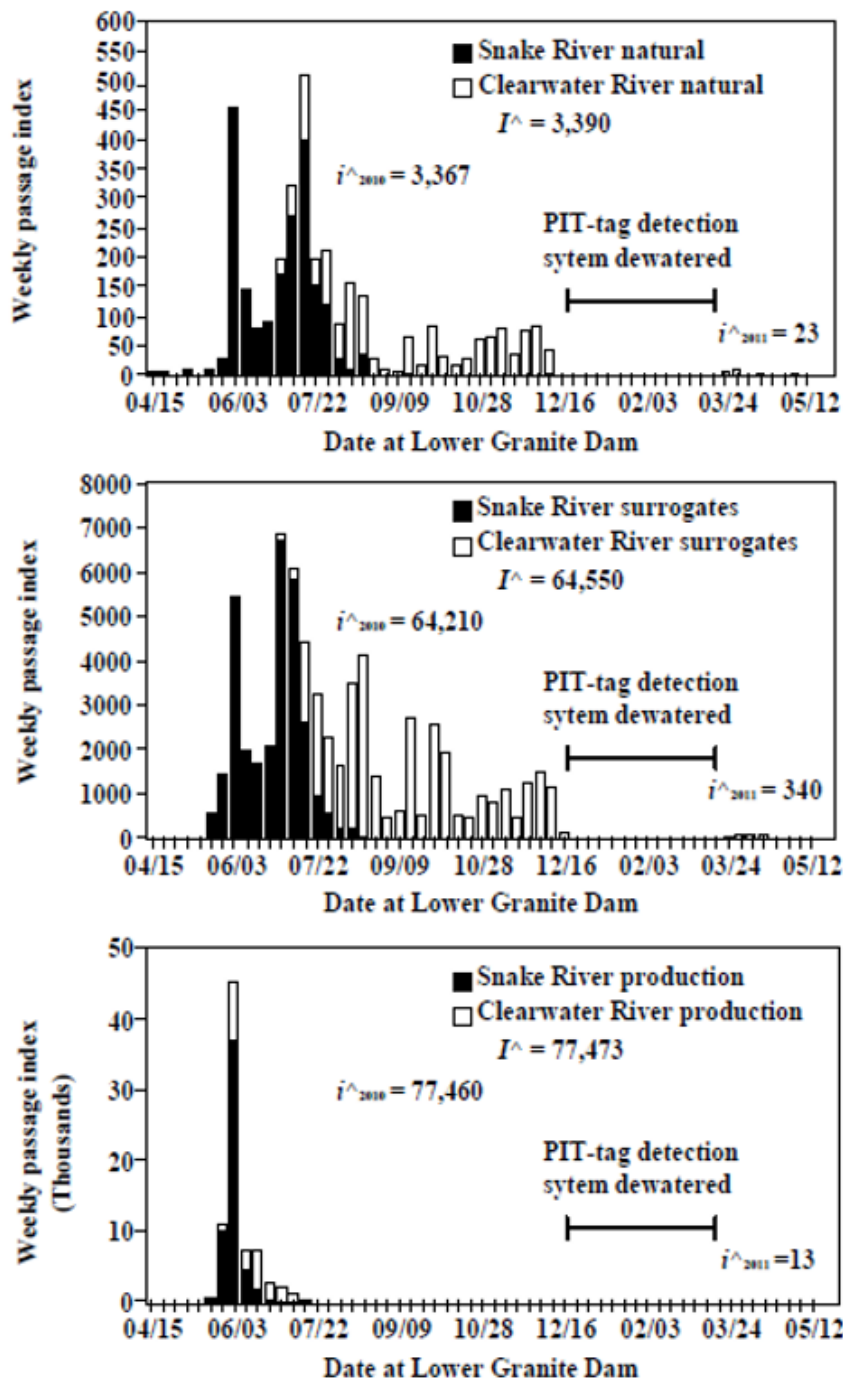 Weekly passage index
600
550
500
450
400
350
300
250
200
150
100
50
0
Snake River natural
Clearwater River natural
I^ = 3,390
i^2010 = 3,367
PIT-tag detection
sytem dewatered
i^2011 = 23
04/15 06/03 07/22 09/09 10/28 12/16 02/03 03/24 05/12
Date at Lower Granite Dam
Weekly passage index
8000
7000
6000
5000
4000
3000
2000
1000
0
Snake River surrogates
Clearwater River surrogates
I^ = 64,550
i^2010 = 64,210
PIT-tag detection
sytem dewatered
i^2011 = 340
04/15 06/03 07/22 09/09 10/28 12/16 02/03 03/24 05/12
Date at Lower Granite Dam
Weekly passage index
(Thousands)
50
40
30
20
10
0
Snake River production
Clearwater River production
I^ = 77,473
i^2010 = 77,460
PIT-tag detection
sytem dewatered
i^2011 =13
04/15 06/03 07/22 09/09 10/28 12/16 02/03 03/24 05/12
Date at Lower Granite Dam